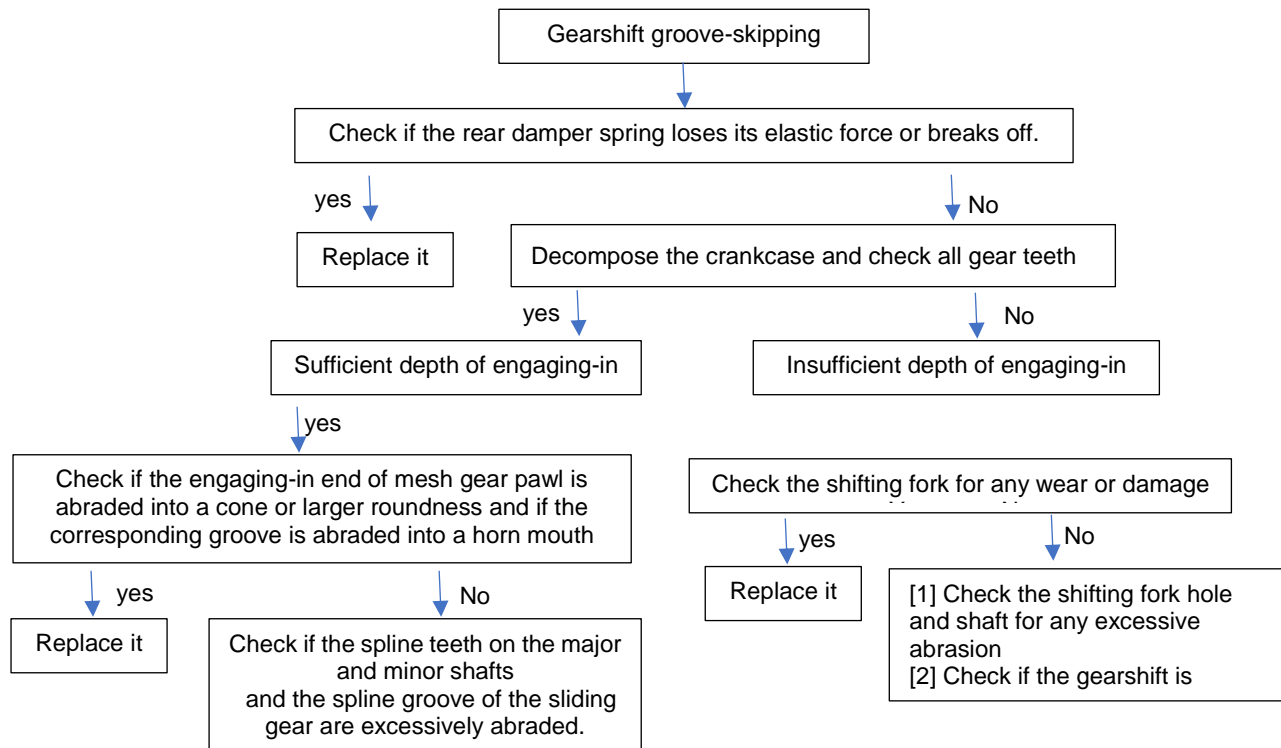 Gearshift groove-skipping
Check if the rear damper spring loses its elastic force or breaks off.
yes
No
Replace it
Decompose the crankcase and check all gear teeth
yes
No
Sufficient depth of engaging-in
Insufficient depth of engaging-in
yes
Check if the engaging-in end of mesh gear pawl is
abraded into a cone or larger roundness and if the
corresponding groove is abraded into a horn mouth
Check the shifting fork for any wear or damage
yes
No
yes
No
Replace it
Check if the spline teeth on the major
and minor shafts
and the spline groove of the sliding
gear are excessively abraded.
Replace it
[1] Check the shifting fork hole
and shaft for any excessive
abrasion
[2] Check if the gearshift is